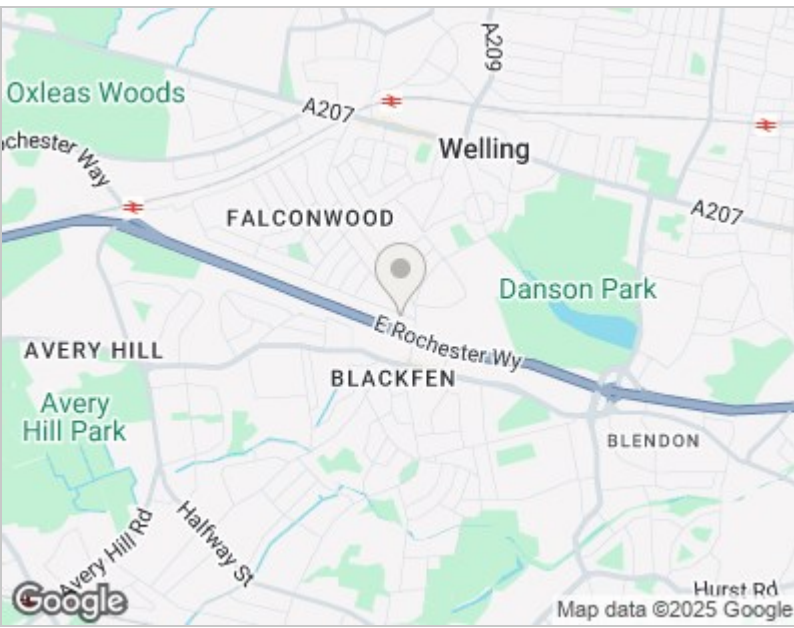 A209
Oxleas Woods
A207
Welling
ochester Way
A207
FALCONWOOD
Danson Park
E Rochester Wy
AVERY HILL
BLACKFEN
Avery
Hill Park
BLENDON
Halfway St
Avery Hill Rd
Hurst Rd
Google
Map data ©2025 Google